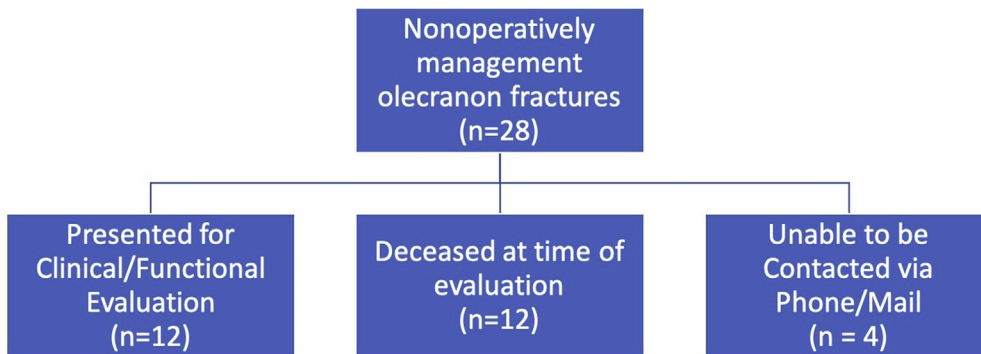 Nonoperatively
management
olecranon fractures
(n=28)
Presented for
Clinical/Functional
Evaluation
(n=12)
Deceased at time of
evaluation
(n=12)
Unable to be
Contacted via
Phone/Mail
(n = 4)